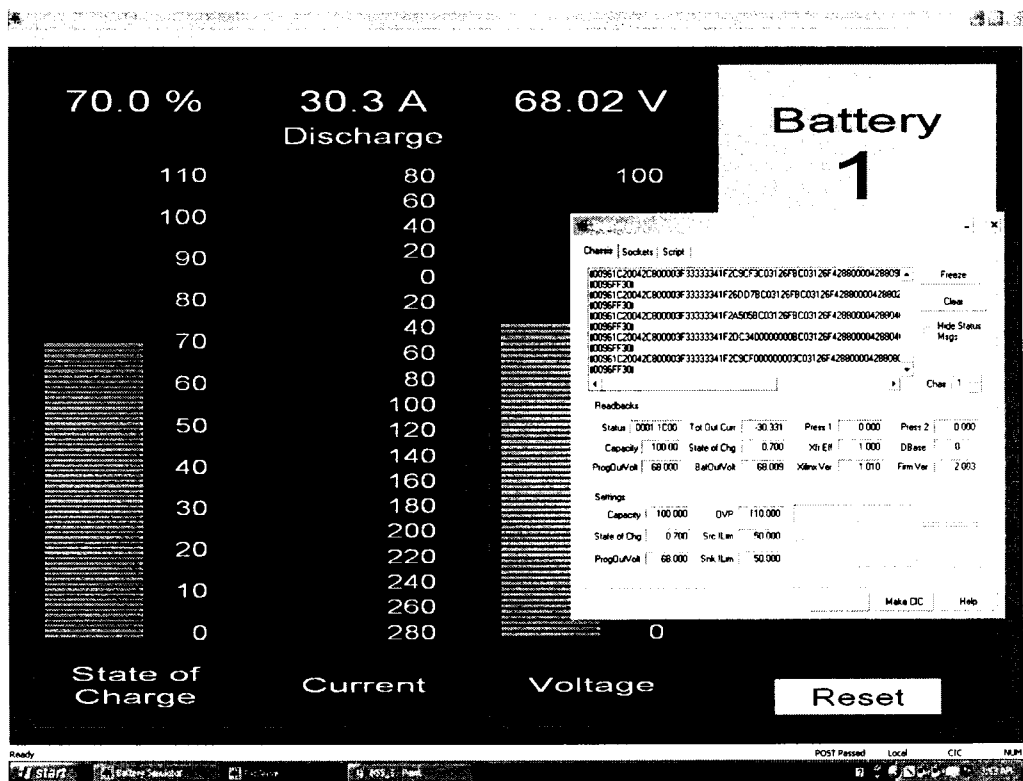 70.0 % 30.3 A 68.02 V
Discharge
Battery
1
110 80 100
60
100 40
90 20
0
80 20
70 40
60
60 80
100
50 120
40 140
160
30 180
200
20 220
10 240
260
0 280 0
State of Charge
Current
Voltage
Reset
Chassis Sockets Script
Freeze
Clear
Hide Status Msgs
Chas 1
Readbacks
Status Tot Out Curr -30.331 Press 1 0.000 Press 2 0.000
Capacity 100.00 State of Chg 0.700 Xfr Eff 1.000 DBase 0
ProgOutVolt 68.000 BatOutVolt 68.009 Xilinx Ver 1.010 Firm Ver 2.003
Settings
Capacity 100.000 OVP 110.000
State of Chg 0.700 Src ILim 50.000
ProgOutVolt 68.000 Snk ILim 50.000
Make CIC Help
Ready POST Passed Local CIC NUM
start Battery Simulator